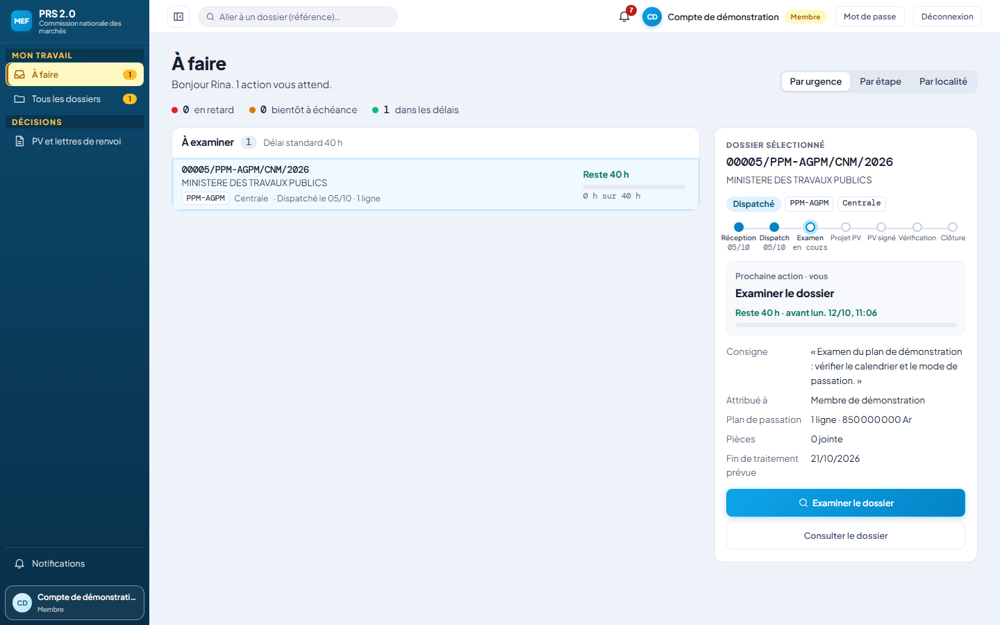 MEF
PRS 2.0
Commission nationale des
marchés
MON TRAVAIL
À faire 1
Tous les dossiers 1
DÉCISIONS
PV et lettres de renvoi
Notifications
CD
Compte de démonstrati...
Membre
Aller à un dossier (référence)...
7
CD Compte de démonstration Membre Mot de passe Déconnexion
À faire
Bonjour Rina. 1 action vous attend.
Par urgence Par étape Par localité
0 en retard 0 bientôt à échéance 1 dans les délais
À examiner 1 Délai standard 40 h
00005/PPM-AGPM/CNM/2026
MINISTERE DES TRAVAUX PUBLICS
PPM-AGPM Centrale · Dispatché le 05/10 · 1 ligne
Reste 40 h
0 h sur 40 h
DOSSIER SÉLECTIONNÉ
00005/PPM-AGPM/CNM/2026
MINISTERE DES TRAVAUX PUBLICS
Dispatché PPM-AGPM Centrale
Réception Dispatch Examen Projet PV PV signé Vérification Clôture
05/10 05/10 en cours
Prochaine action · vous
Examiner le dossier
Reste 40 h · avant lun. 12/10, 11:06
Consigne « Examen du plan de démonstration
: vérifier le calendrier et le mode de
passation. »
Attribué à Membre de démonstration
Plan de passation 1 ligne · 850 000 000 Ar
Pièces 0 jointe
Fin de traitement 21/10/2026
prévue
Examiner le dossier
Consulter le dossier